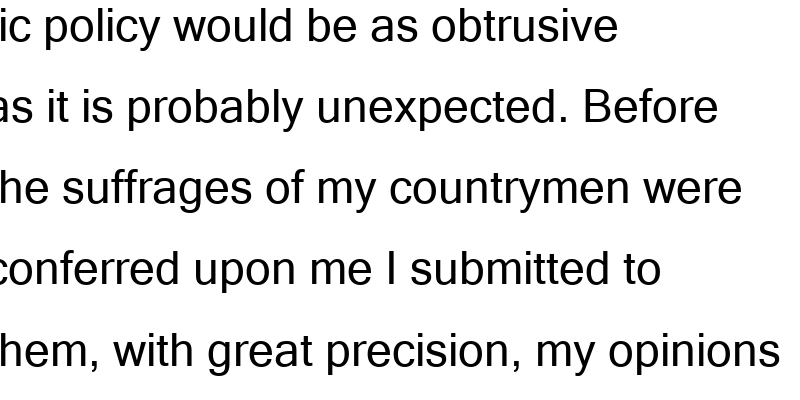 ic policy would be as obtrusive
as it is probably unexpected. Before
he suffrages of my countrymen were
conferred upon me I submitted to
hem, with great precision, my opinions